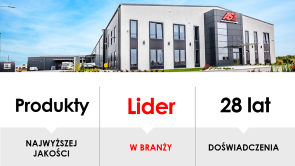 Produkty
NAJWYŻSZEJ
JAKOŚCI
Lider
W BRANŻY
28 lat
DOŚWIADCZENIA